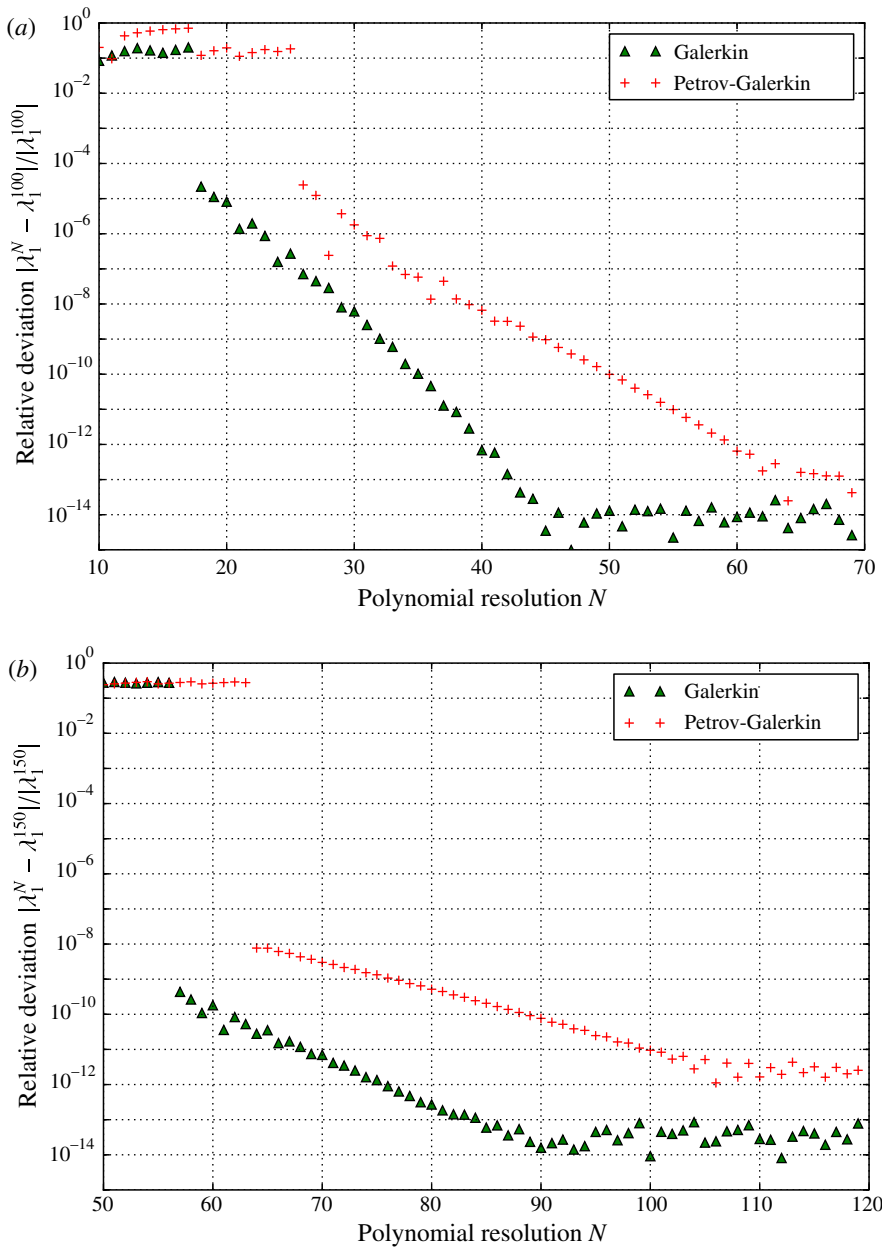 (a)
10^0
10^{-2}
10^{-4}
10^{-6}
10^{-8}
10^{-10}
10^{-12}
10^{-14}
Relative deviation |λ_1^N − λ_1^{100}|/|λ_1^{100}|
Galerkin
Petrov-Galerkin
10 20 30 40 50 60 70
Polynomial resolution N
(b)
10^0
10^{-2}
10^{-4}
10^{-6}
10^{-8}
10^{-10}
10^{-12}
10^{-14}
Relative deviation |λ_1^N − λ_1^{150}|/|λ_1^{150}|
Galerkin
Petrov-Galerkin
50 60 70 80 90 100 110 120
Polynomial resolution N